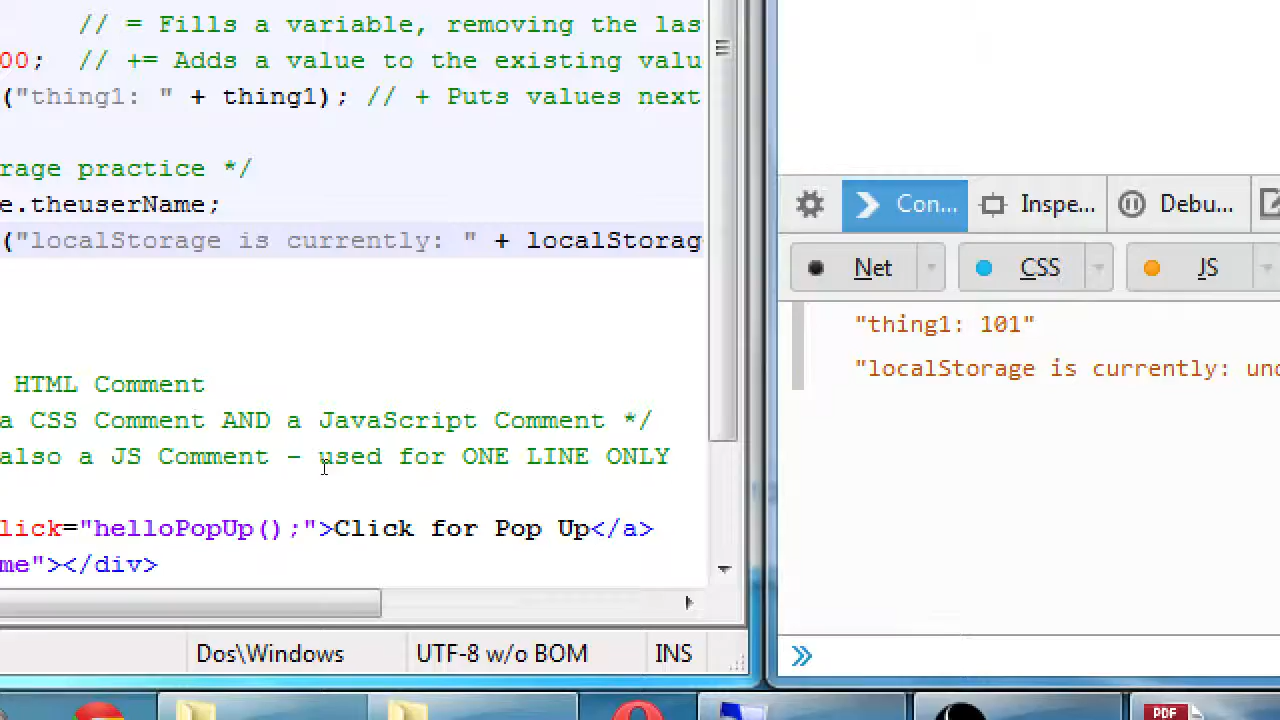 // = Fills a variable, removing the las
00; // += Adds a value to the existing valu
("thing1: " + thing1); // + Puts values next
rage practice */
e.theuserName;
("localStorage is currently: " + localStorag
HTML Comment
a CSS Comment AND a JavaScript Comment */
also a JS Comment - used for ONE LINE ONLY
lick="helloPopUp();">Click for Pop Up</a>
me"></div>
Dos\Windows UTF-8 w/o BOM INS
Con... Inspe... Debu...
Net CSS JS
"thing1: 101"
"localStorage is currently: und
PDF